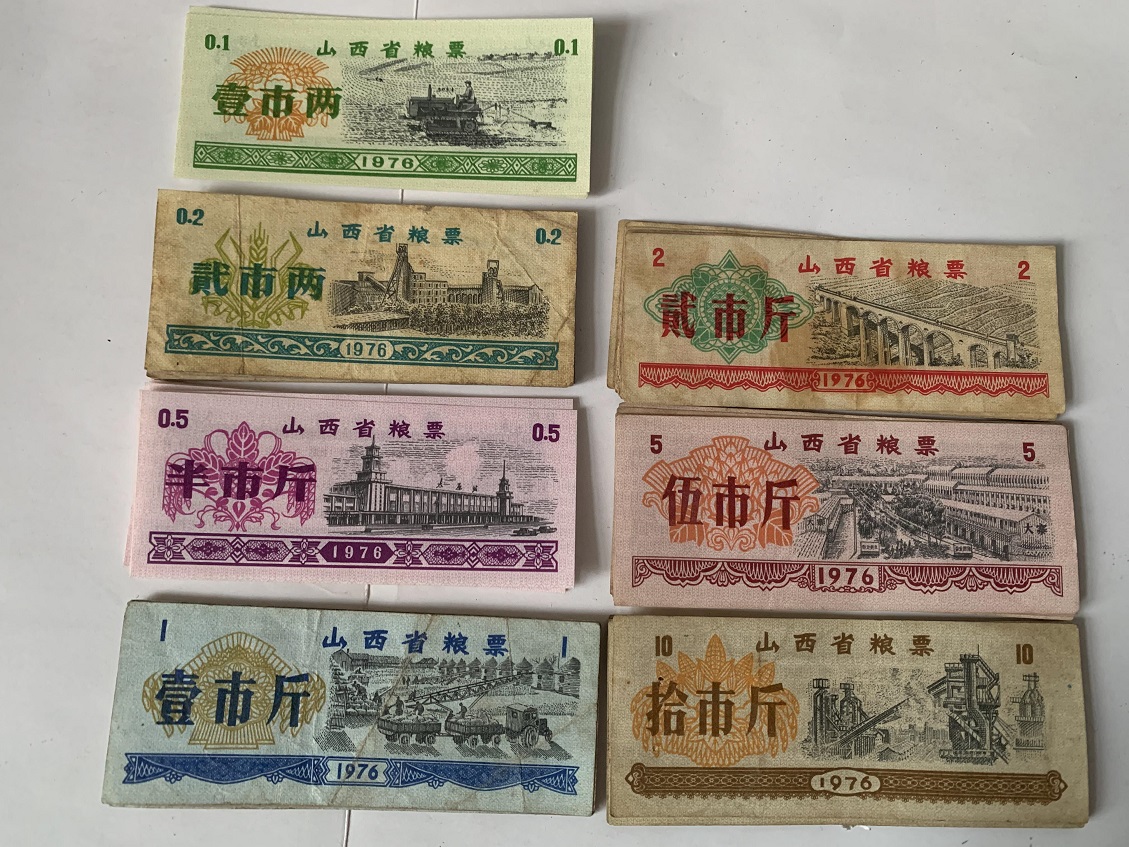 0.1 山西省粮票 0.1
壹市两
1976
0.2 山西省粮票 0.2
贰市两
1976
0.5 山西省粮票 0.5
半市斤
1976
1 山西省粮票 1
壹市斤
1976
2 山西省粮票 2
贰市斤
1976
5 山西省粮票 5
伍市斤
大寨
1976
10 山西省粮票 10
拾市斤
1976